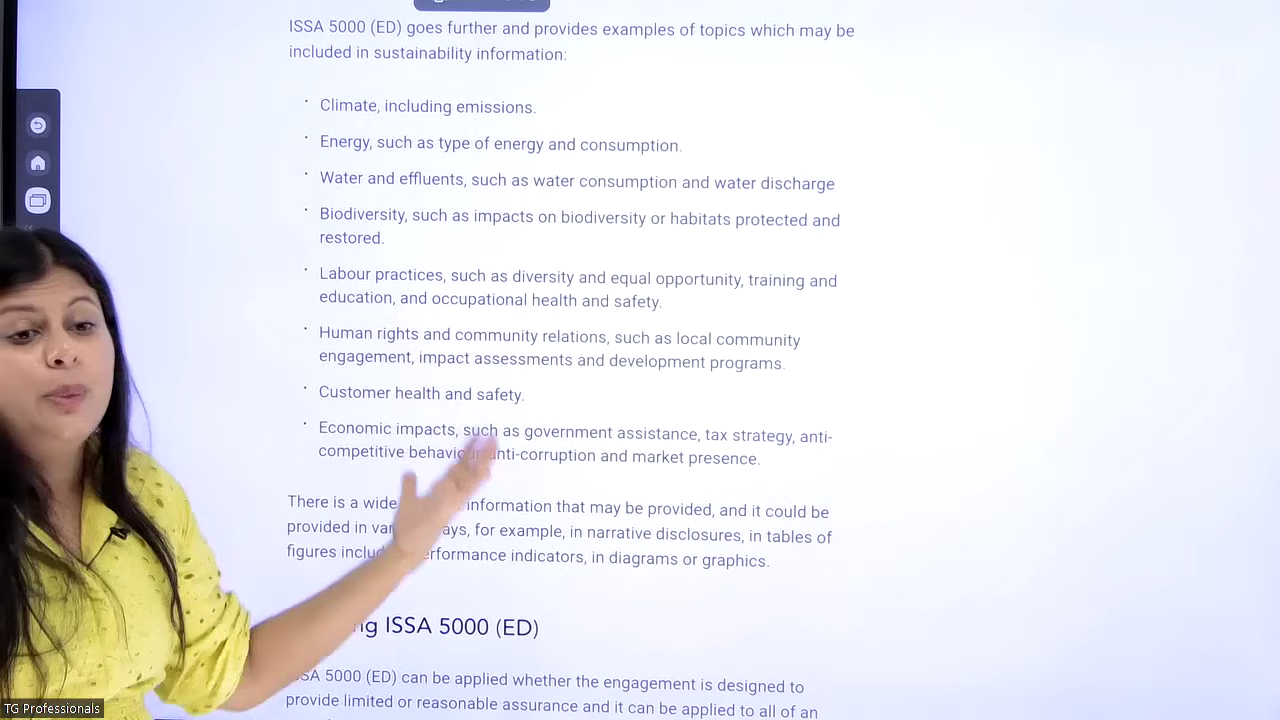 ISSA 5000 (ED) goes further and provides examples of topics which may be
included in sustainability information:
Climate, including emissions.
Energy, such as type of energy and consumption.
Water and effluents, such as water consumption and water discharge
Biodiversity, such as impacts on biodiversity or habitats protected and
restored.
Labour practices, such as diversity and equal opportunity, training and
education, and occupational health and safety.
Human rights and community relations, such as local community
engagement, impact assessments and development programs.
Customer health and safety.
Economic impacts, such as government assistance, tax strategy, anti-
competitive anti-corruption and market presence.
There is a wide information that may be provided, and it could be
provided in for example, in narrative disclosures, in tables of
figures performance indicators, in diagrams or graphics.
ISSA 5000 (ED)
ISSA 5000 (ED) can be applied whether the engagement is designed to
provide limited or reasonable assurance and it can be applied to all of an
TG Professionals